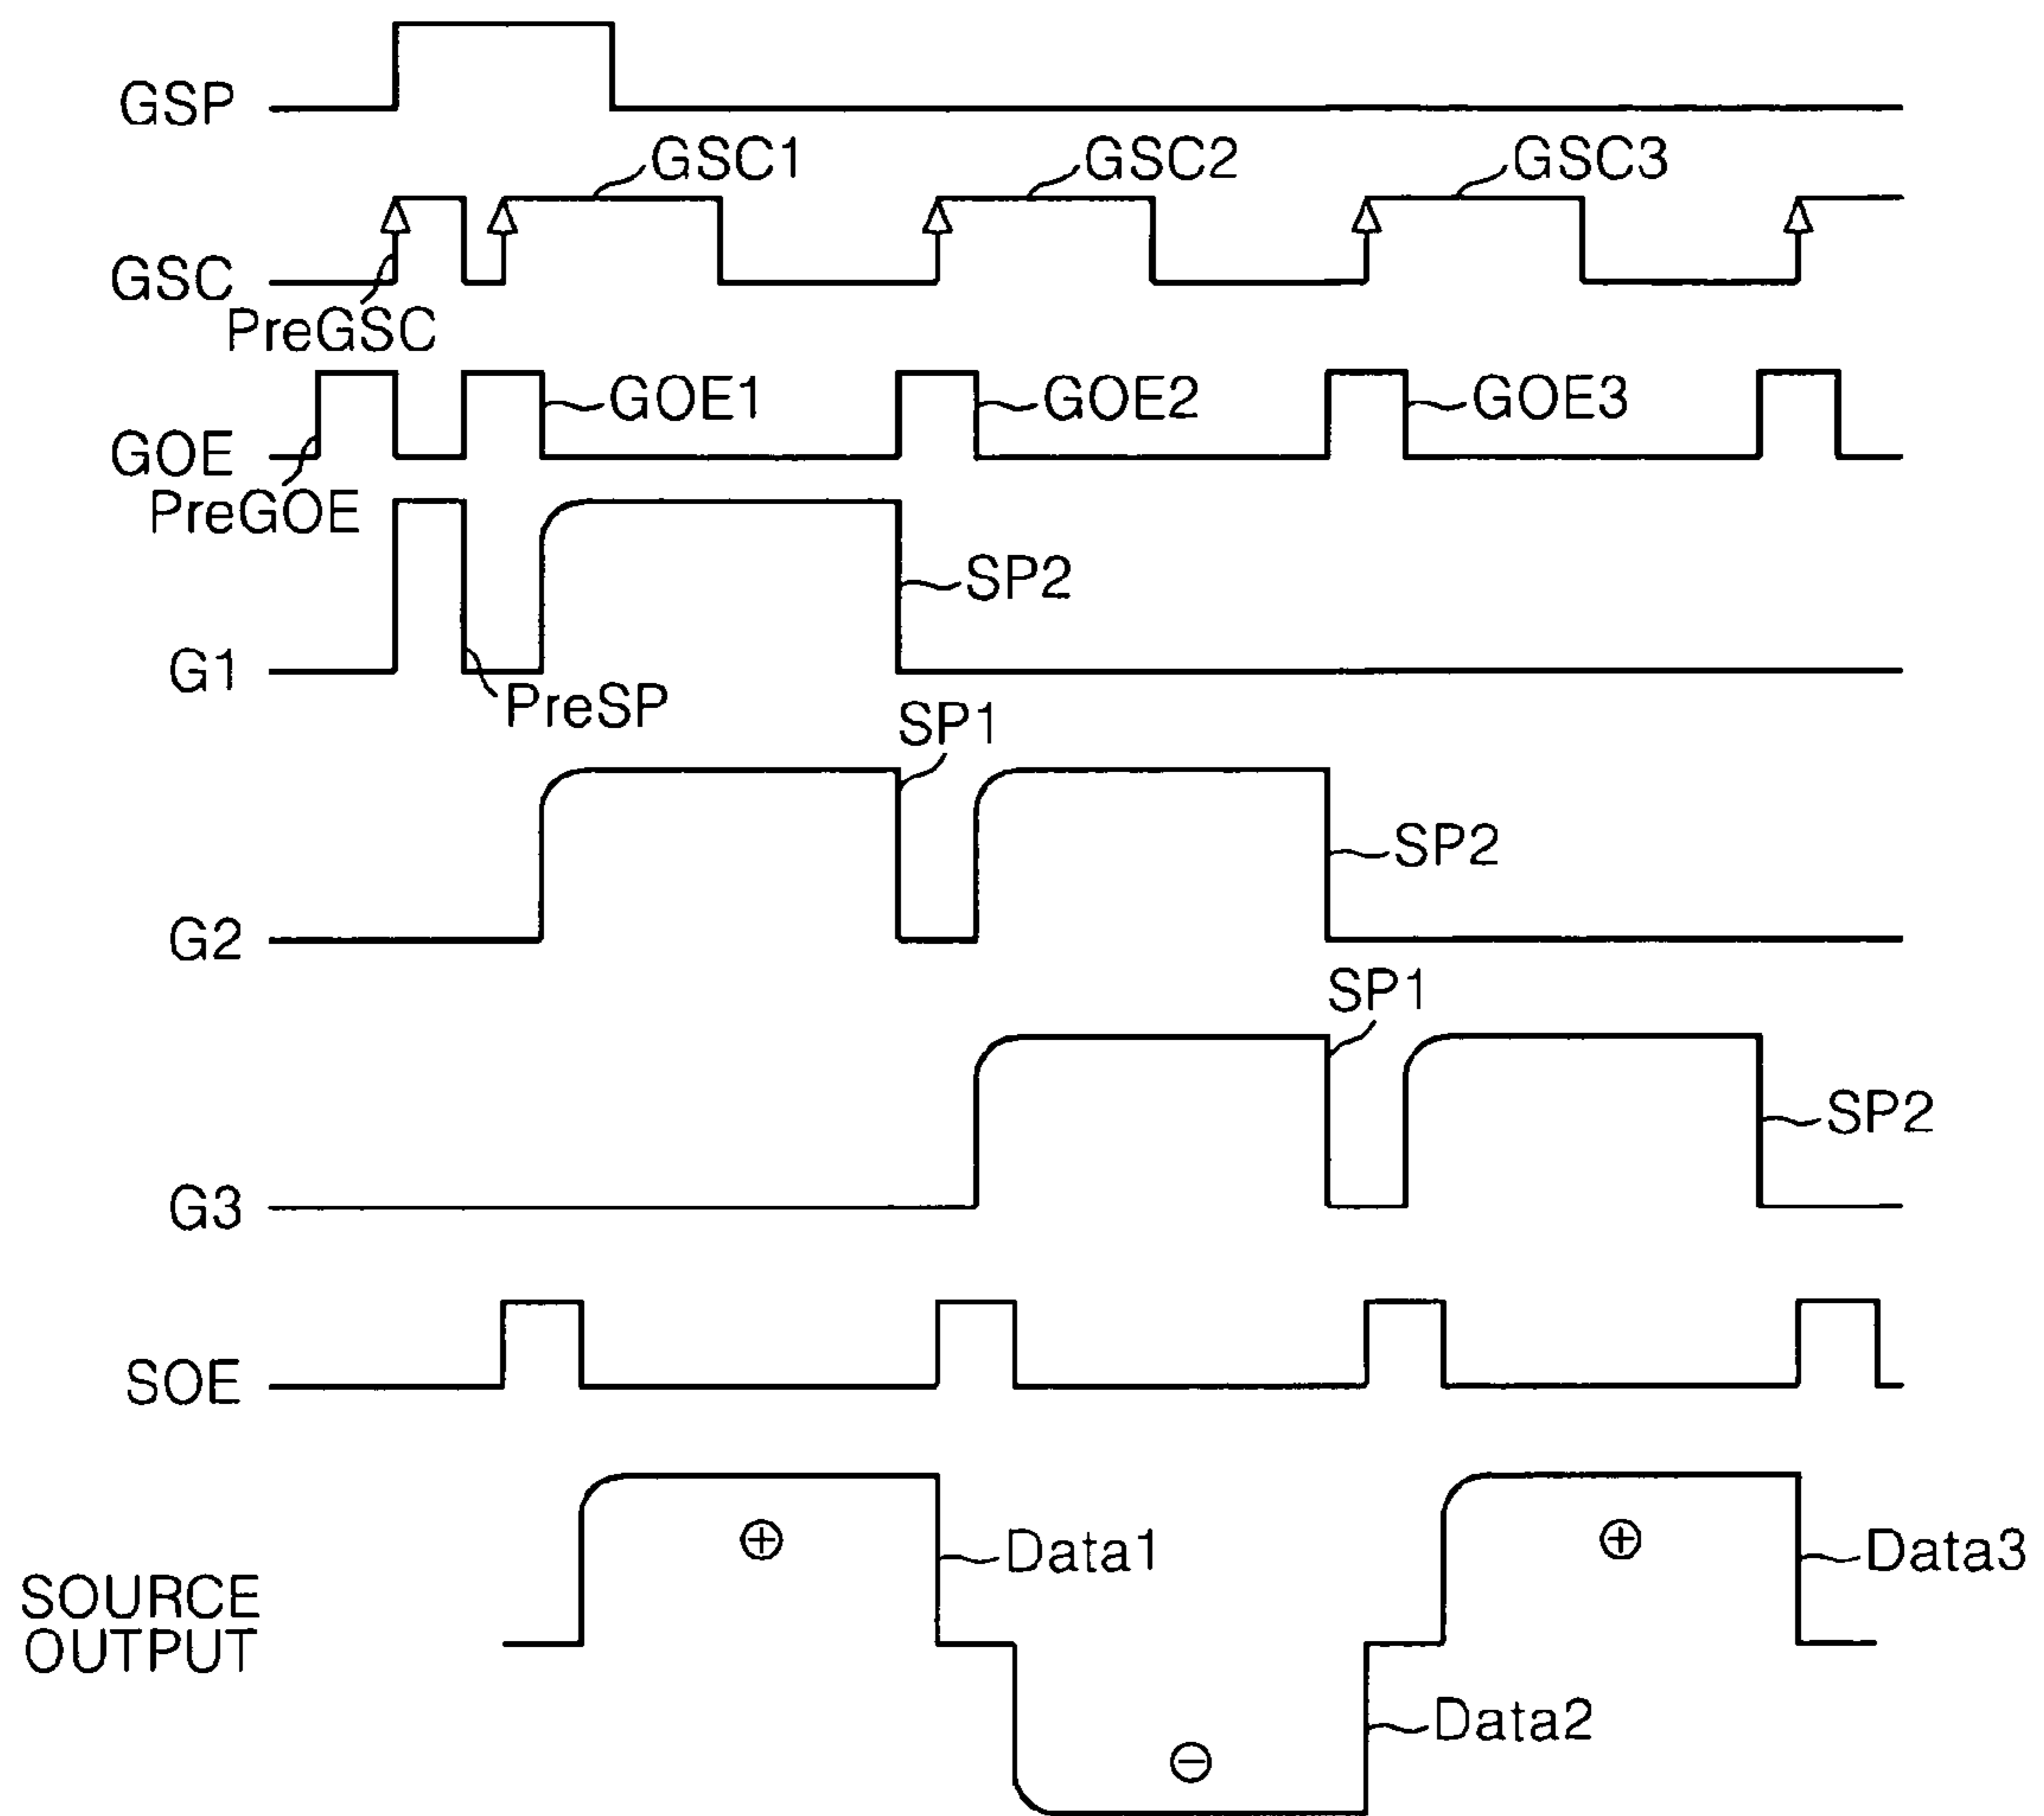 GSP
GSC1 GSC2 GSC3
GSC
PreGSC
GOE1 GOE2 GOE3
GOE
PreGOE
SP2
G1
PreSP
SP1
SP2
G2
SP1
SP2
G3
SOE
⊕ Data1 ⊕ Data3
SOURCE
OUTPUT
Data2
⊖